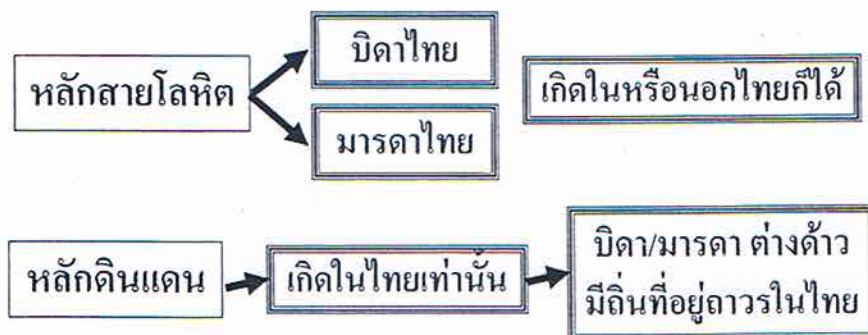 บิดาไทย
หลักสายโลหิต
เกิดในหรือนอกไทยก็ได้
มารดาไทย
หลักดินแดน
เกิดในไทยเท่านั้น
บิดา/มารดา ต่างด้าว
มีถิ่นที่อยู่ถาวรในไทย